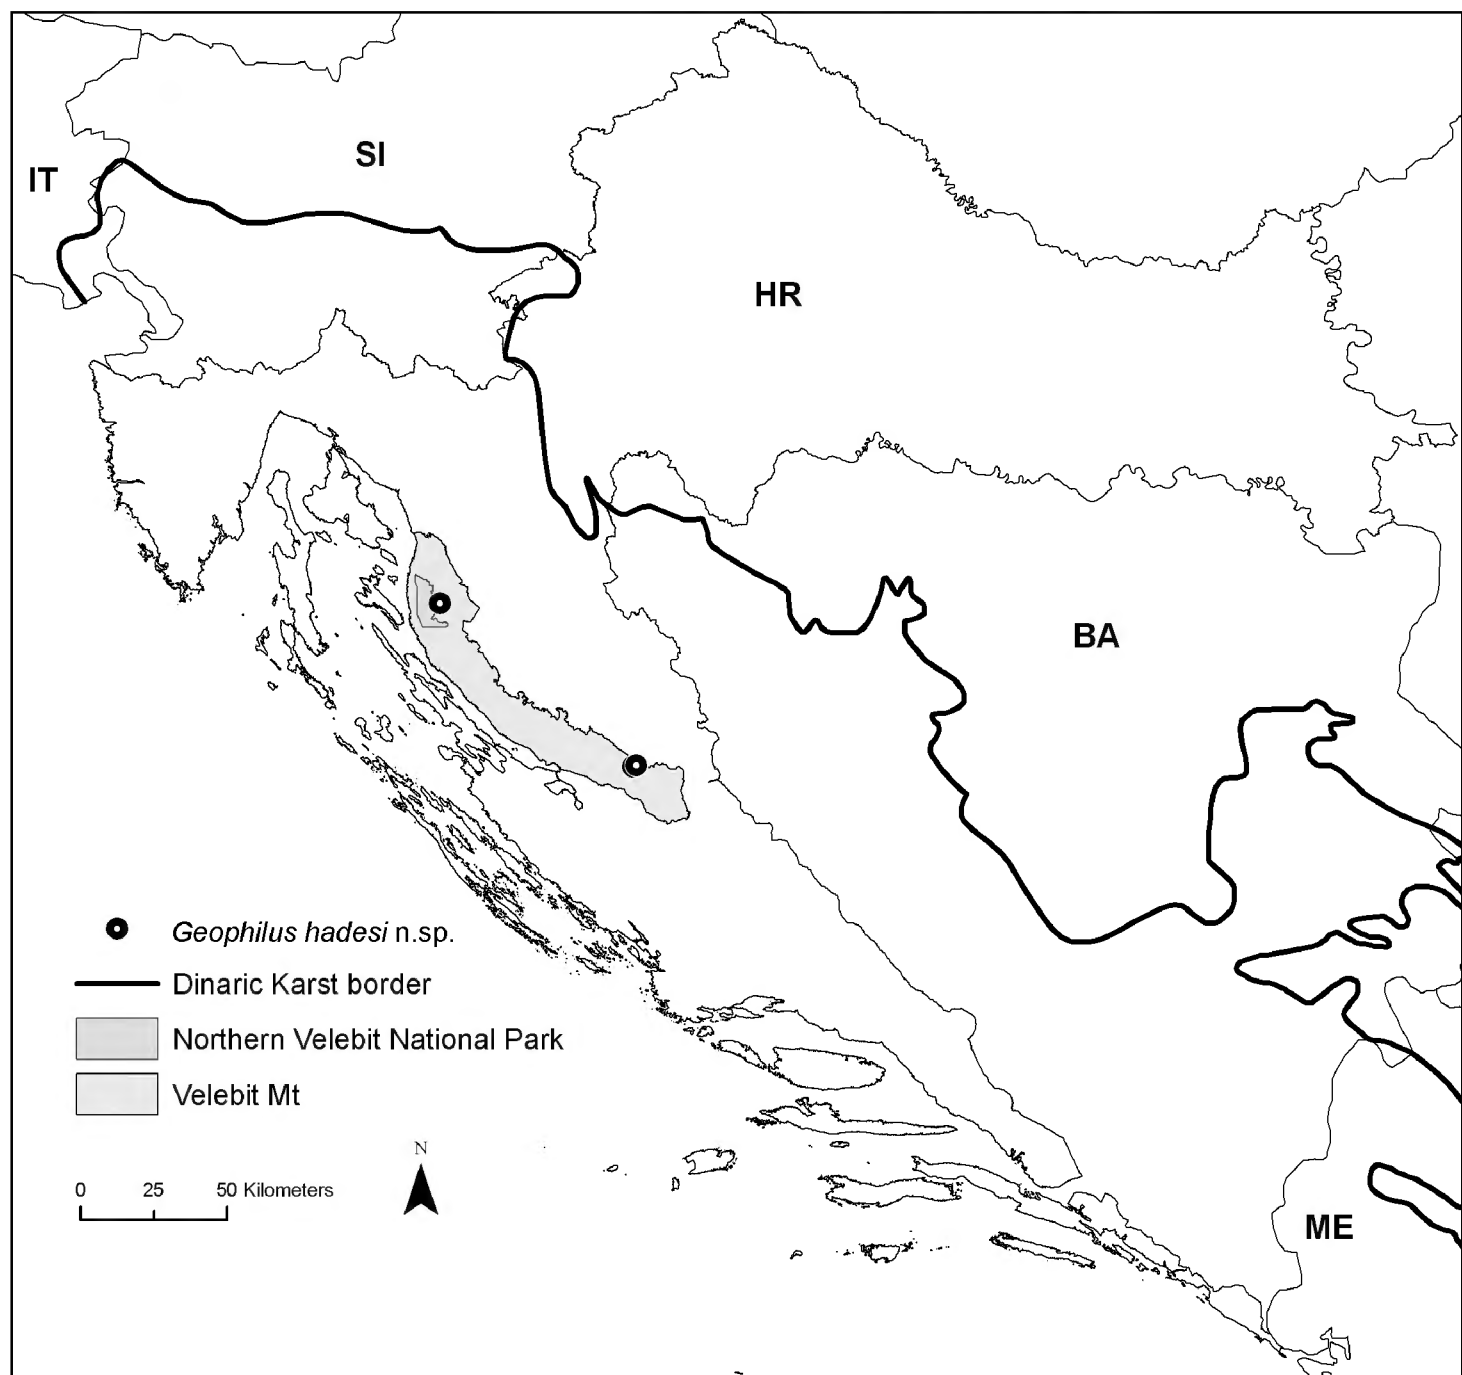 SI
IT
HR
BA
Geophilus hadesi n.sp.
Dinaric Karst border
Northern Velebit National Park
Velebit Mt
N
0 25 50 Kilometers
ME